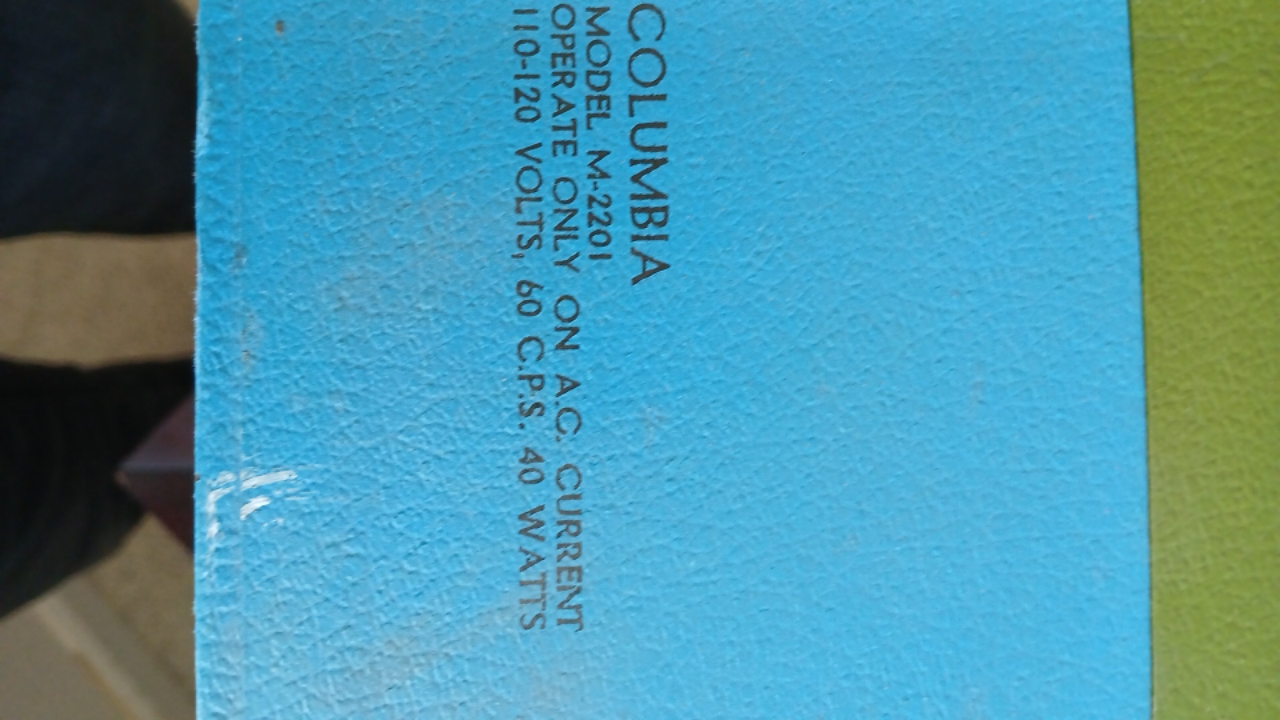 COLUMBIA
MODEL M-2201
OPERATE ONLY ON A.C. CURRENT
110-120 VOLTS, 60 C.P.S. 40 WATTS